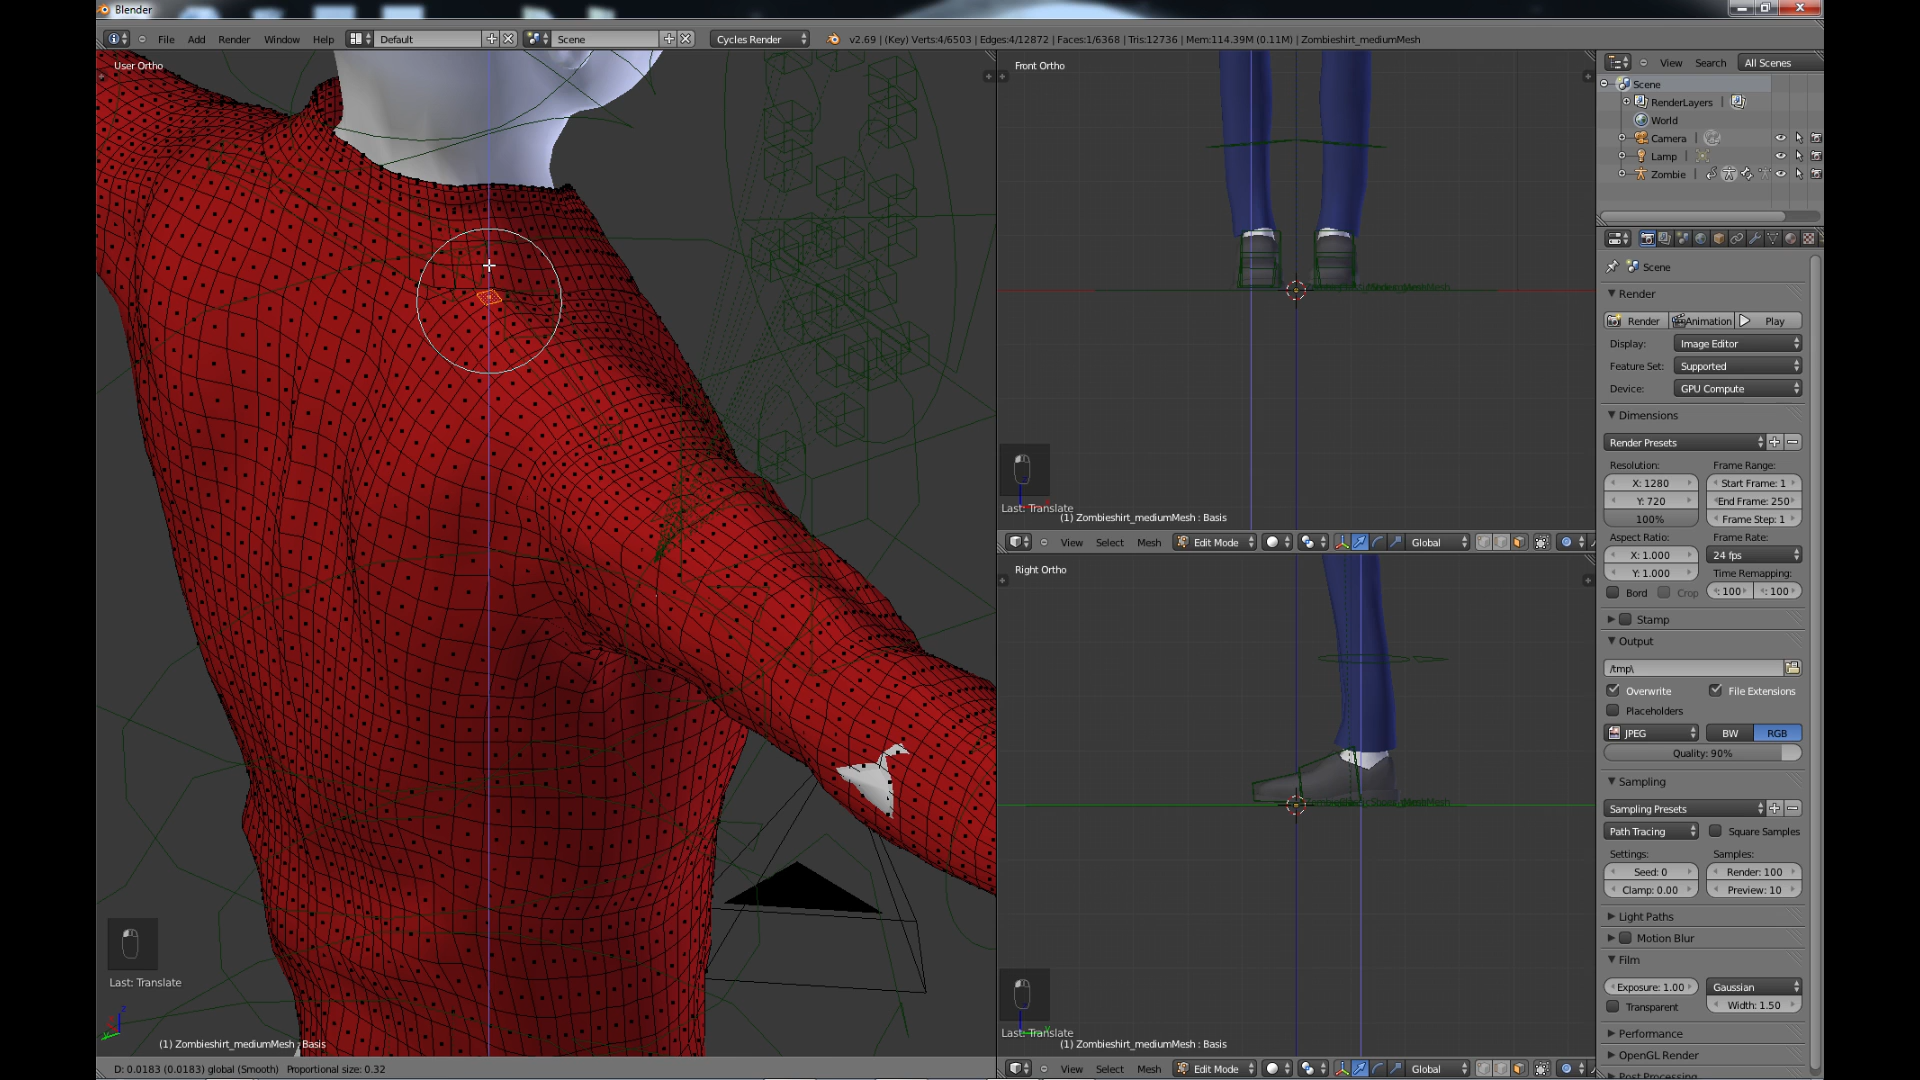 Blender
File Add Render Window Help Default Scene Cycles Render v2.69 | (Key) Verts:4/6503 | Edges:4/12872 | Faces:1/6368 | Tris:12736 | Mem:114.39M (0.11M) | Zombieshirt_mediumMesh
User Ortho
Last: Translate
(1) Zombieshirt_mediumMesh : Basis
D: 0.0183 (0.0183) global (Smooth) Proportional size: 0.32
Front Ortho
Last: Translate
(1) Zombieshirt_mediumMesh : Basis
View Select Mesh Edit Mode Global
Right Ortho
Last: Translate
(1) Zombieshirt_mediumMesh : Basis
View Select Mesh Edit Mode Global
View Search All Scenes
Scene
RenderLayers |
World
Camera |
Lamp |
Zombie |
Scene
Render
Render Animation Play
Display: Image Editor
Feature Set: Supported
Device: GPU Compute
Dimensions
Render Presets
Resolution: Frame Range:
X: 1280 Start Frame: 1
Y: 720 End Frame: 250
100% Frame Step: 1
Aspect Ratio: Frame Rate:
X: 1.000 24 fps
Y: 1.000 Time Remapping:
Bord Crop : 100 : 100
Stamp
Output
/tmp\
Overwrite File Extensions
Placeholders
JPEG BW RGB
Quality: 90%
Sampling
Sampling Presets
Path Tracing Square Samples
Settings: Samples:
Seed: 0 Render: 100
Clamp: 0.00 Preview: 10
Light Paths
Motion Blur
Film
Exposure: 1.00 Gaussian
Transparent Width: 1.50
Performance
OpenGL Render
Post Processing